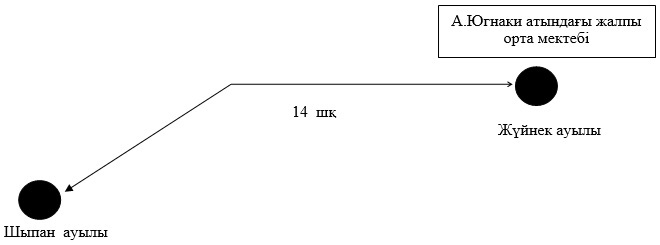 А.Югнаки атындағы жалпы
орта мектебі
14 шқ
Жүйнек ауылы
Шыпан ауылы